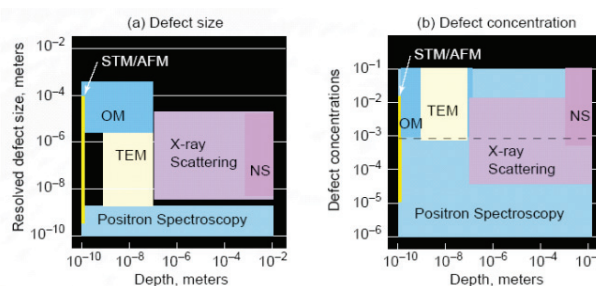 (a) Defect size
(b) Defect concentration
Resolved defect size, meters
10⁻²
10⁻⁴
10⁻⁶
10⁻⁸
10⁻¹⁰
STM/AFM
OM
TEM
X-ray
Scattering
NS
Positron Spectroscopy
10⁻¹⁰ 10⁻⁸ 10⁻⁶ 10⁻⁴ 10⁻²
Depth, meters
Defect concentrations
10⁻¹
10⁻²
10⁻³
10⁻⁴
10⁻⁵
10⁻⁶
STM/AFM
OM
TEM
X-ray
Scattering
NS
Positron Spectroscopy
10⁻¹⁰ 10⁻⁸ 10⁻⁶ 10⁻⁴ 10⁻²
Depth, meters